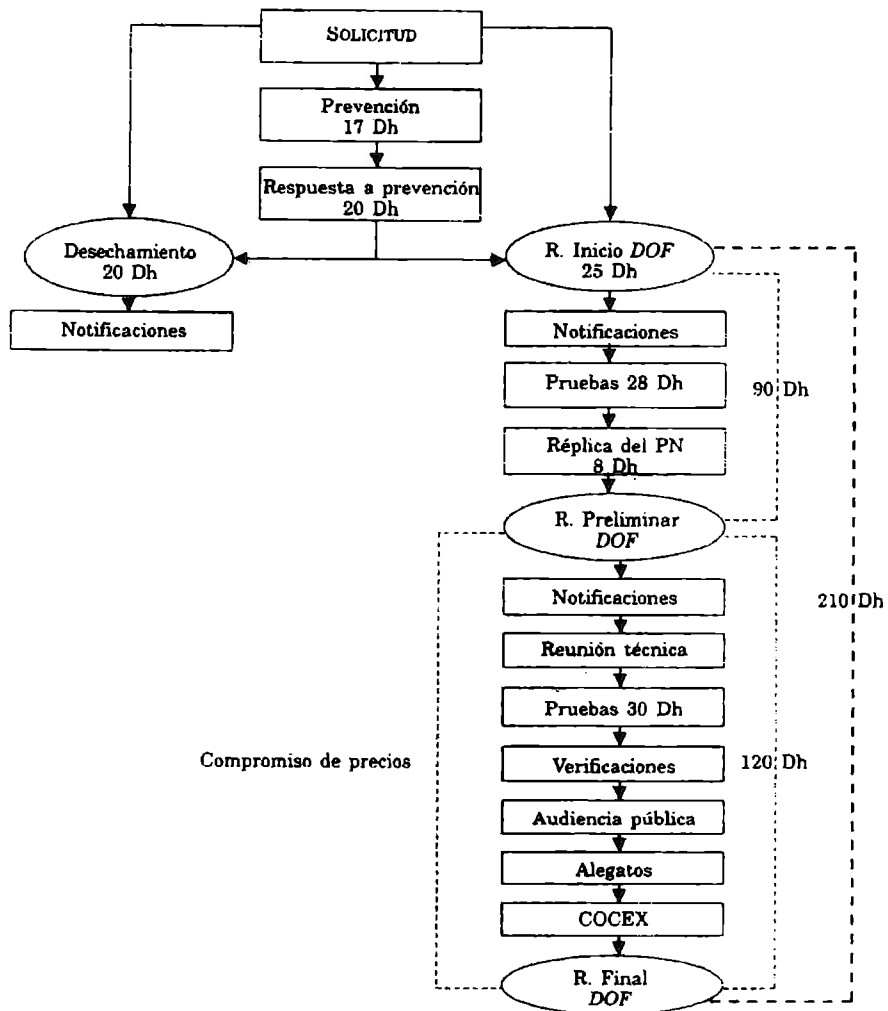 SOLICITUD
Prevención
17 Dh
Respuesta a prevención
20 Dh
Desechamiento
20 Dh
Notificaciones
R. Inicio DOF
25 Dh
Notificaciones
Pruebas 28 Dh
90 Dh
Réplica del PN
8 Dh
R. Preliminar
DOF
Notificaciones
210 Dh
Reunión técnica
Pruebas 30 Dh
Compromiso de precios
Verificaciones
120 Dh
Audiencia pública
Alegatos
COCEX
R. Final
DOF